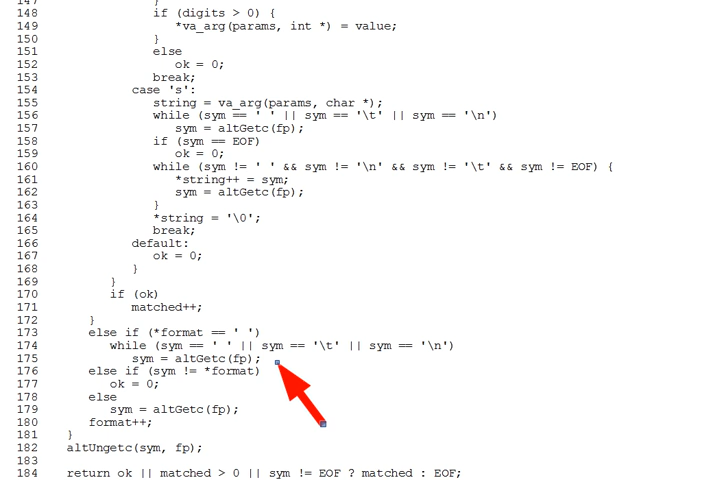 147                     }
148                     if (digits > 0) {
149                        *va_arg(params, int *) = value;
150                     }
151                     else
152                        ok = 0;
153                     break;
154                  case 's':
155                     string = va_arg(params, char *);
156                     while (sym == ' ' || sym == '\t' || sym == '\n')
157                        sym = altGetc(fp);
158                     if (sym == EOF)
159                        ok = 0;
160                     while (sym != ' ' && sym != '\n' && sym != '\t' && sym != EOF) {
161                        *string++ = sym;
162                        sym = altGetc(fp);
163                     }
164                     *string = '\0';
165                     break;
166                  default:
167                     ok = 0;
168                  }
169               }
170               if (ok)
171                  matched++;
172            }
173            else if (*format == ' ')
174               while (sym == ' ' || sym == '\t' || sym == '\n')
175                  sym = altGetc(fp);
176            else if (sym != *format)
177               ok = 0;
178            else
179               sym = altGetc(fp);
180            format++;
181         }
182         altUngetc(sym, fp);
183
184         return ok || matched > 0 || sym != EOF ? matched : EOF;